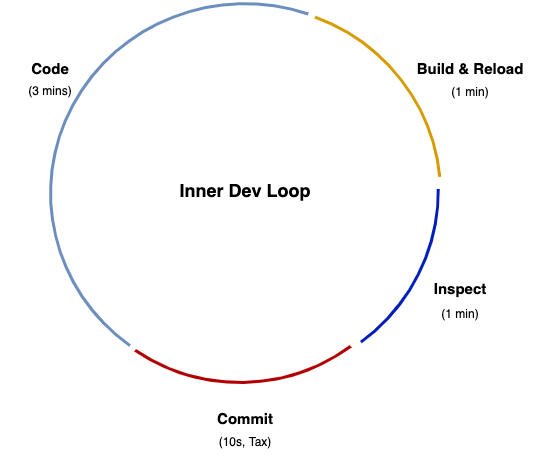 Code
(3 mins)
Build & Reload
(1 min)
Inner Dev Loop
Inspect
(1 min)
Commit
(10s, Tax)